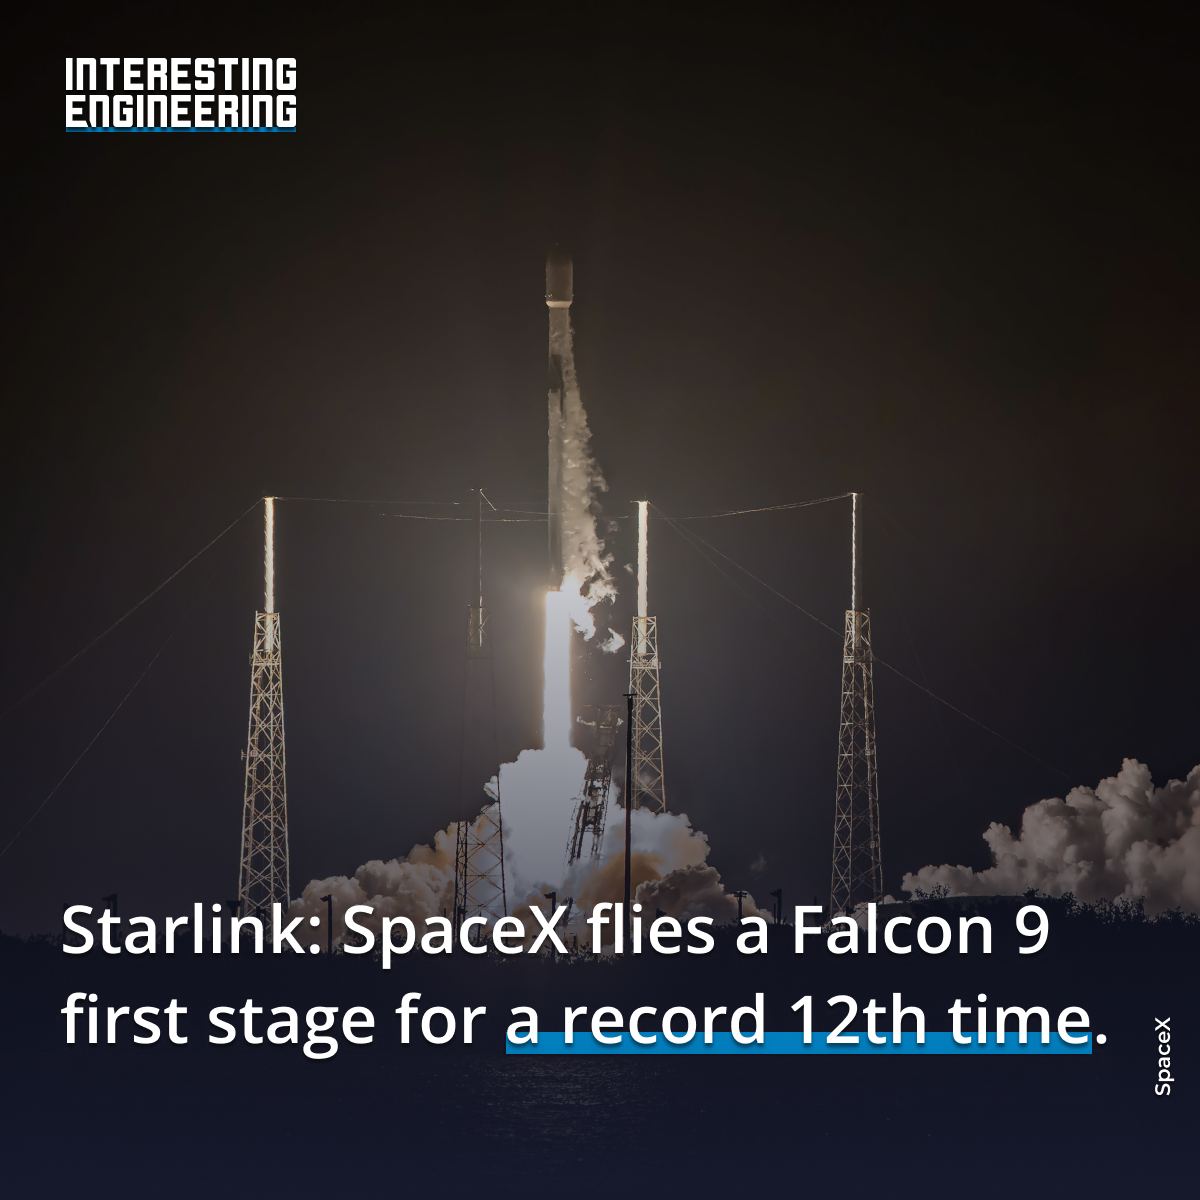 INTERESTING
ENGINEERING
Starlink: SpaceX flies a Falcon 9
first stage for a record 12th time.
SpaceX